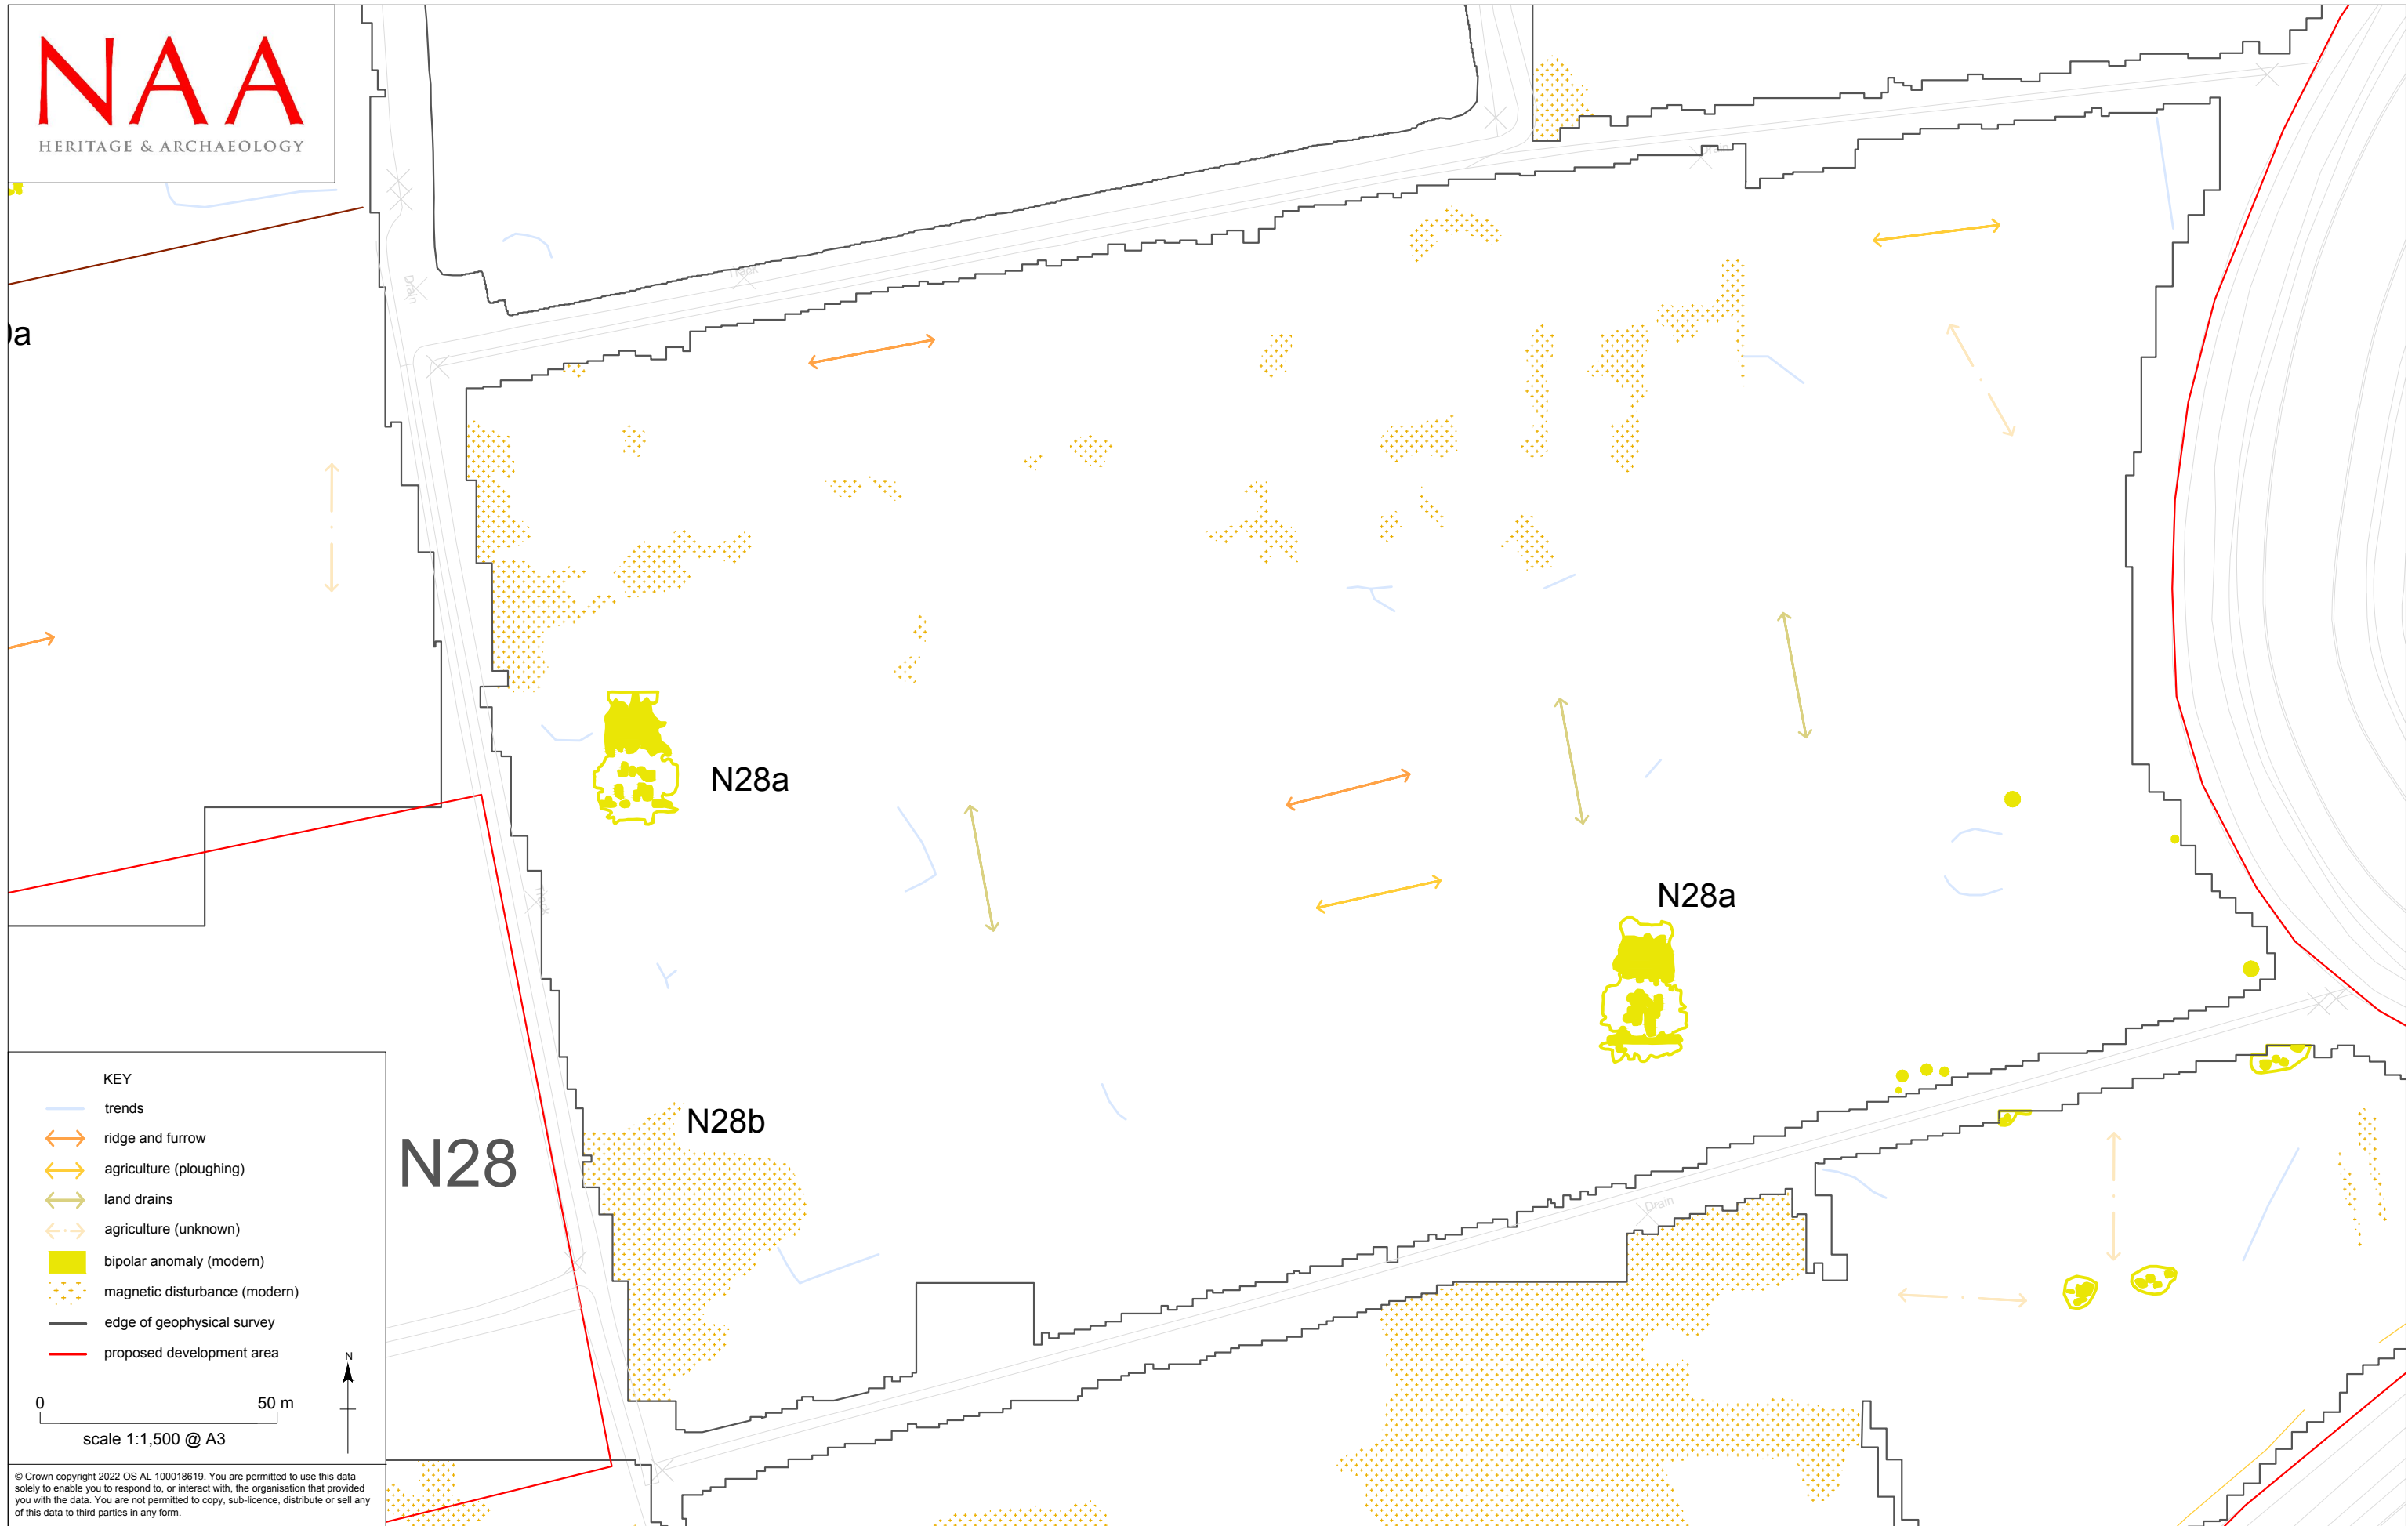 NAA
HERITAGE & ARCHAEOLOGY
Drain
Track
Drain
N28a
Track
N28a
N28b
N28
Drain
KEY
trends
ridge and furrow
agriculture (ploughing)
land drains
agriculture (unknown)
bipolar anomaly (modern)
magnetic disturbance (modern)
edge of geophysical survey
proposed development area
N
0 50 m
scale 1:1,500 @ A3
© Crown copyright 2022 OS AL 100018619. You are permitted to use this data
solely to enable you to respond to, or interact with, the organisation that provided
you with the data. You are not permitted to copy, sub-licence, distribute or sell any
of this data to third parties in any form.